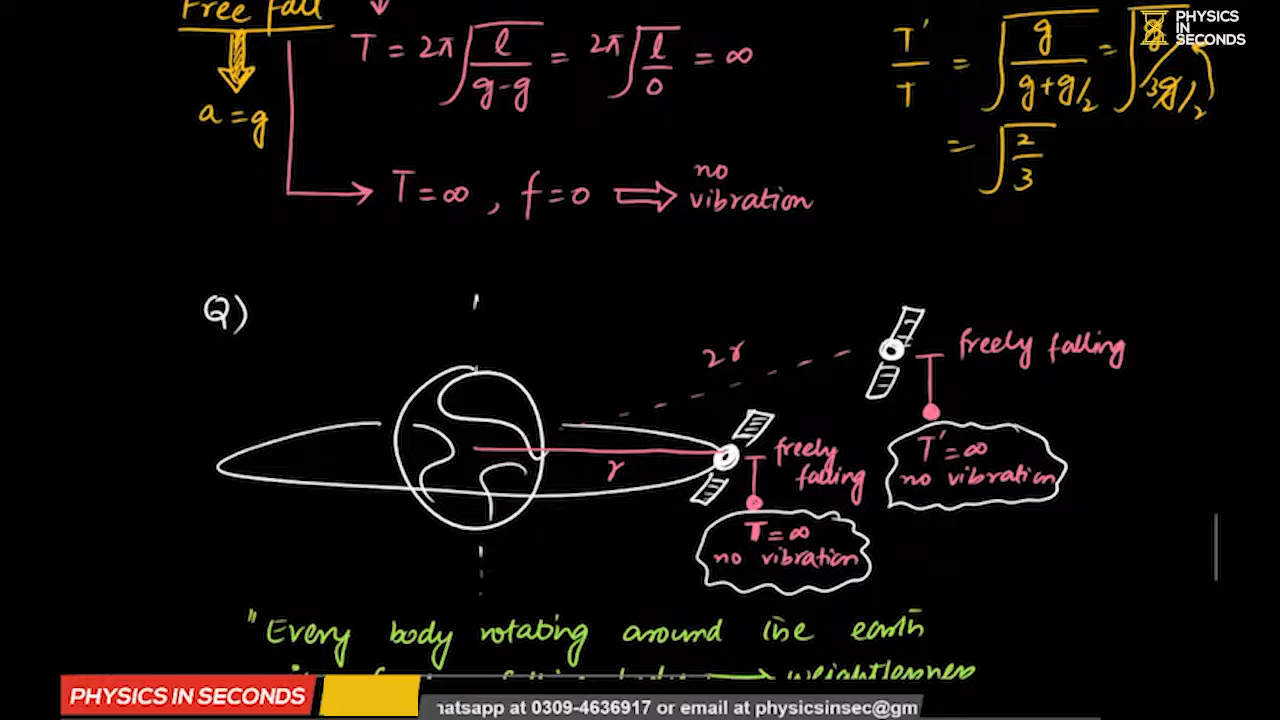 Free fall
a = g
T = 2π√(l/(g-g)) = 2π√(l/0) = ∞
T = ∞ , f = 0 ⇒ no vibration
T'/T = √(g/(g+g/2)) = √(g/(3g/2))
= √(2/3)
PHYSICS
IN
SECONDS
Q)
2r
freely falling
T' = ∞
no vibration
r
freely
falling
T = ∞
no vibration
"Every body rotating around the earth
weightlessness
PHYSICS IN SECONDS
hatsapp at 0309-4636917 or email at physicsinsec@gm